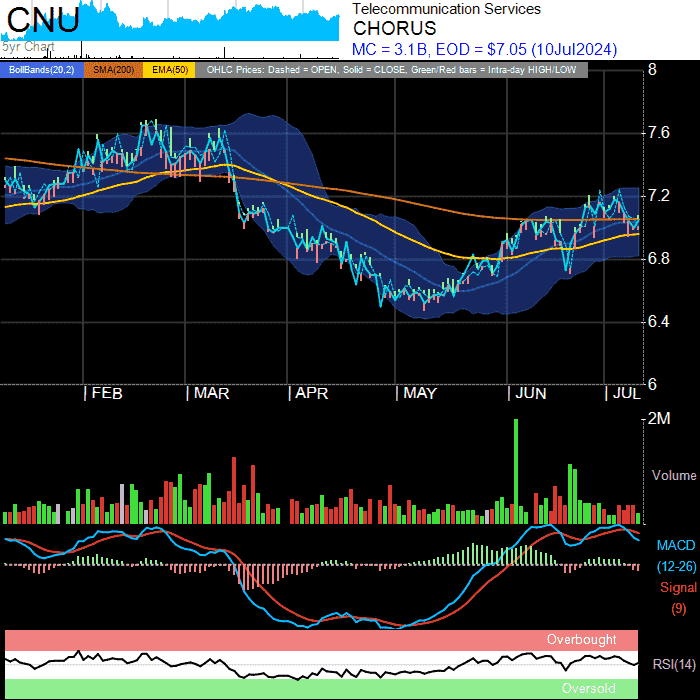 CNU
5yr Chart
Telecommunication Services
CHORUS
MC = 3.1B, EOD = $7.05 (10Jul2024)
BollBands(20,2) SMA(200) EMA(50) OHLC Prices: Dashed = OPEN, Solid = CLOSE, Green/Red bars = Intra-day HIGH/LOW
8
7.6
7.2
6.8
6.4
6
FEB MAR APR MAY JUN JUL
2M
Volume
MACD
(12-26)
Signal
(9)
Overbought
RSI(14)
Oversold